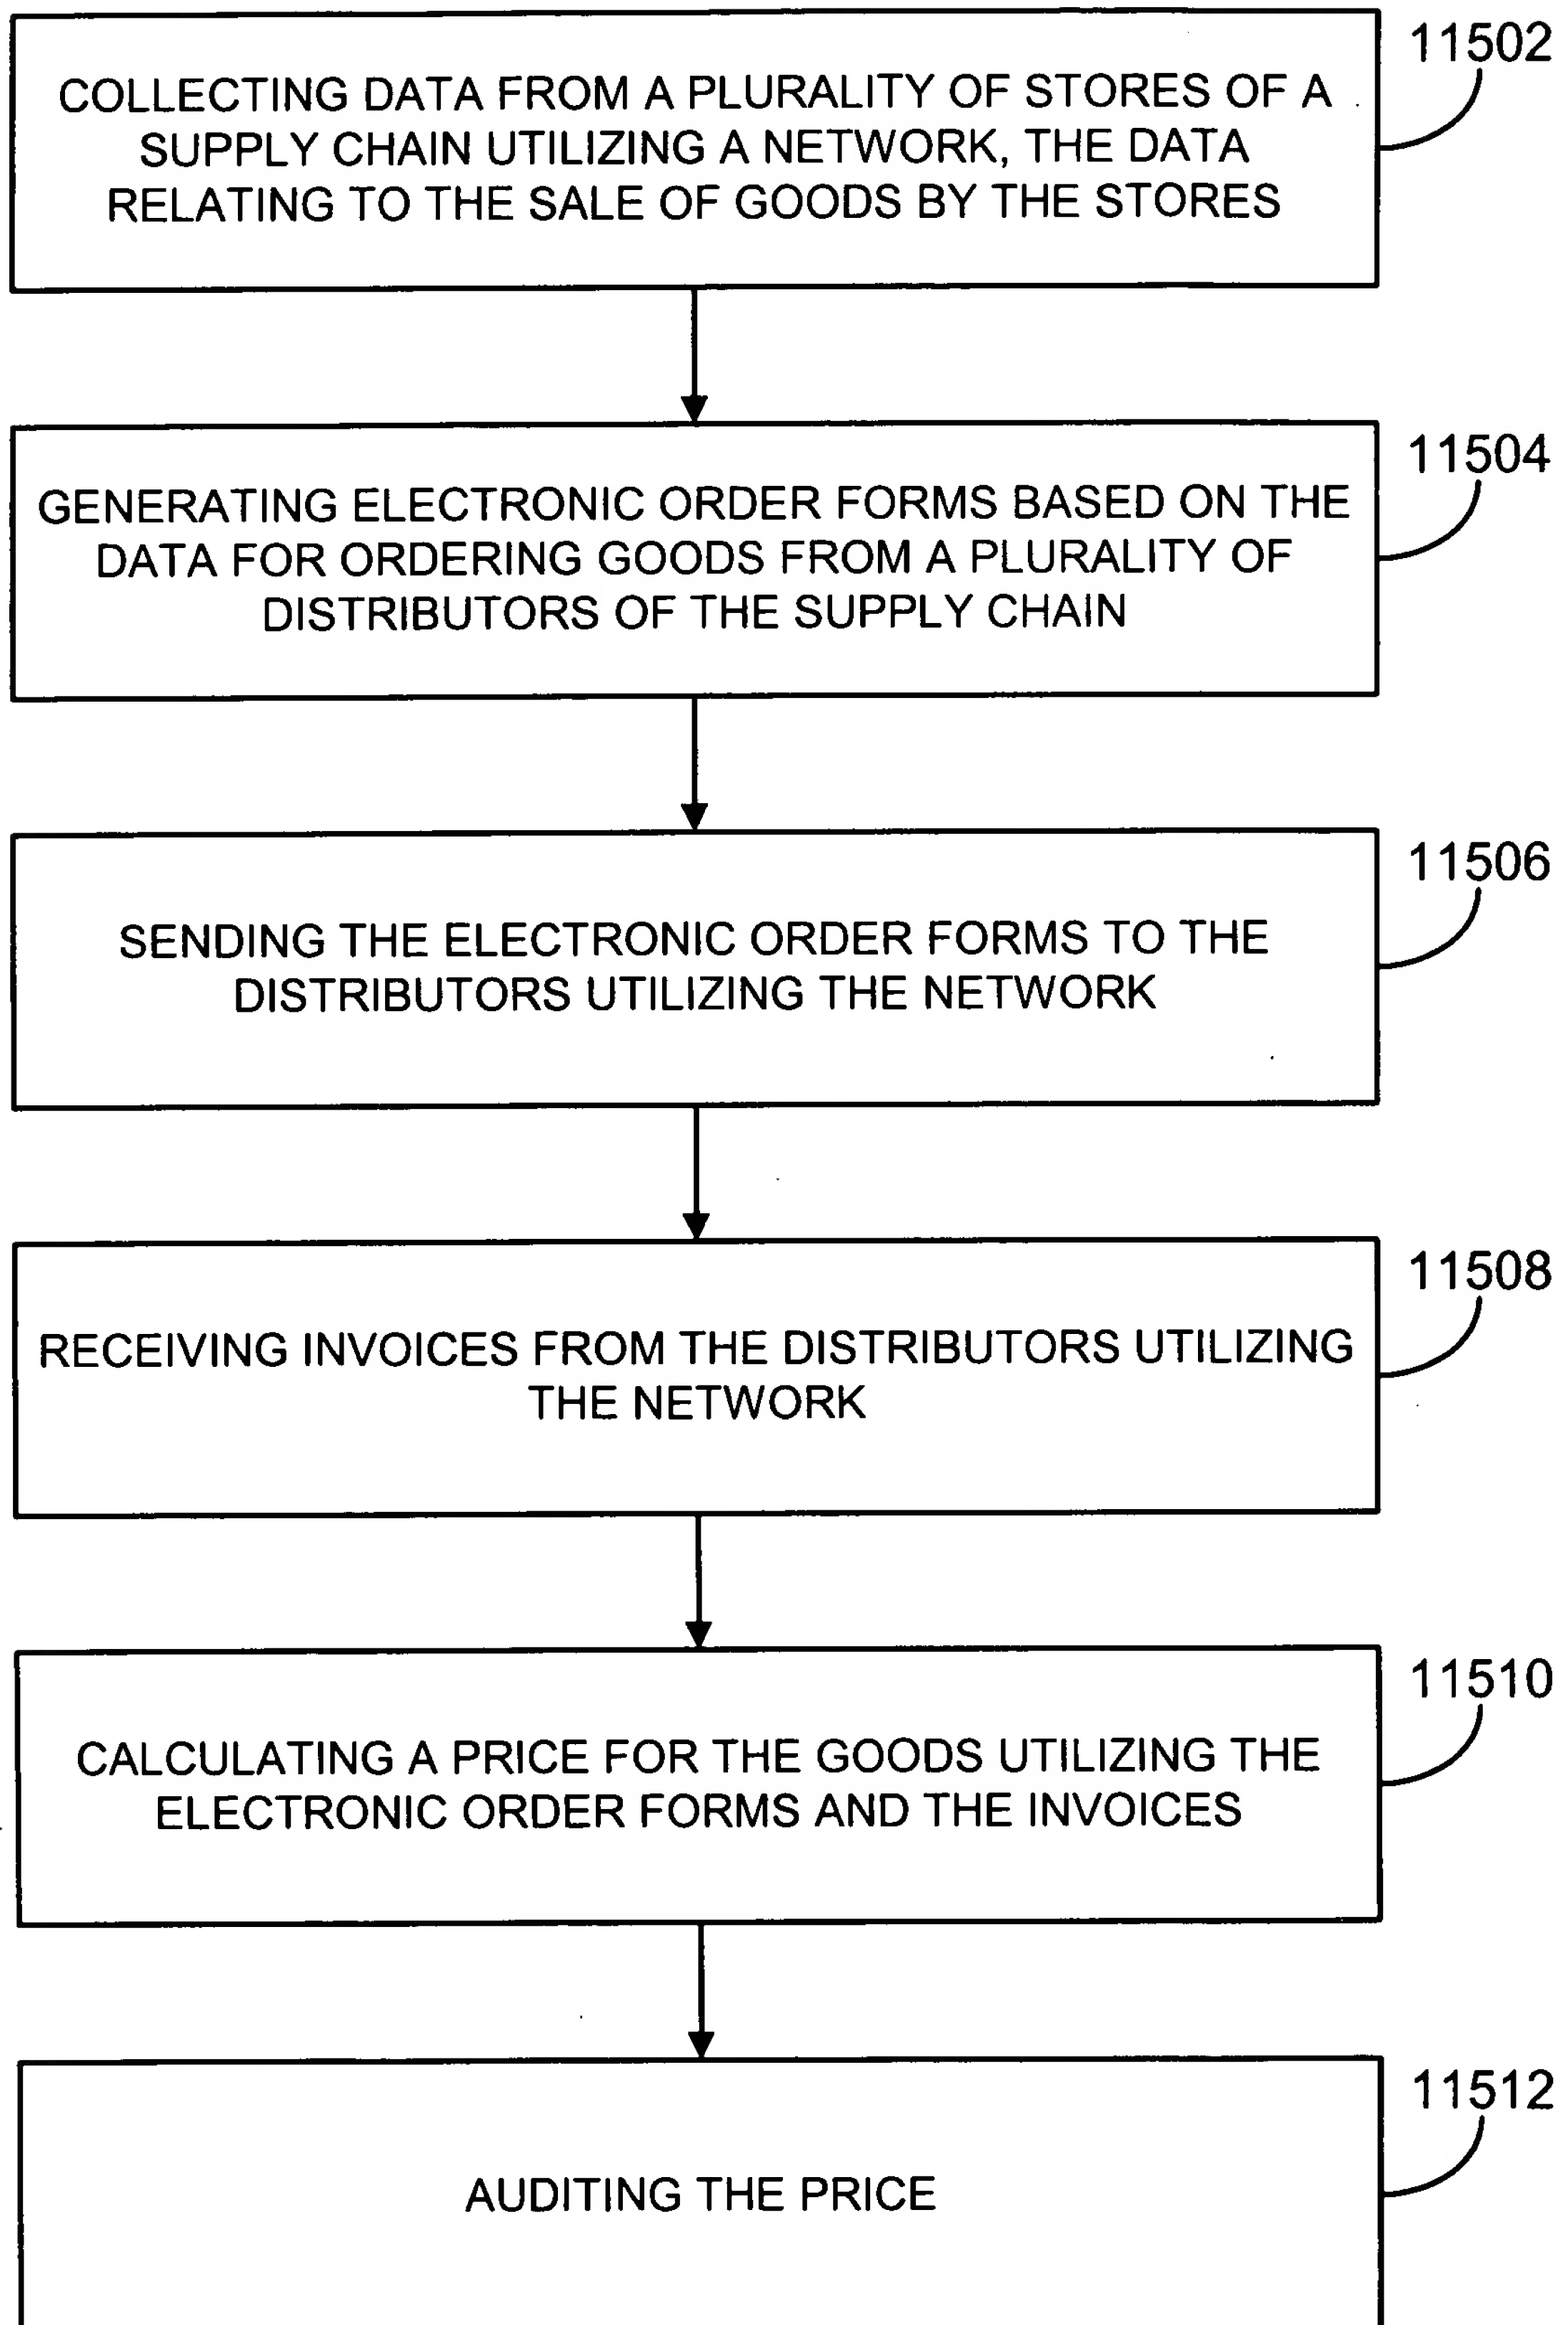 11502
COLLECTING DATA FROM A PLURALITY OF STORES OF A
SUPPLY CHAIN UTILIZING A NETWORK, THE DATA
RELATING TO THE SALE OF GOODS BY THE STORES
11504
GENERATING ELECTRONIC ORDER FORMS BASED ON THE
DATA FOR ORDERING GOODS FROM A PLURALITY OF
DISTRIBUTORS OF THE SUPPLY CHAIN
11506
SENDING THE ELECTRONIC ORDER FORMS TO THE
DISTRIBUTORS UTILIZING THE NETWORK
11508
RECEIVING INVOICES FROM THE DISTRIBUTORS UTILIZING
THE NETWORK
11510
CALCULATING A PRICE FOR THE GOODS UTILIZING THE
ELECTRONIC ORDER FORMS AND THE INVOICES
11512
AUDITING THE PRICE